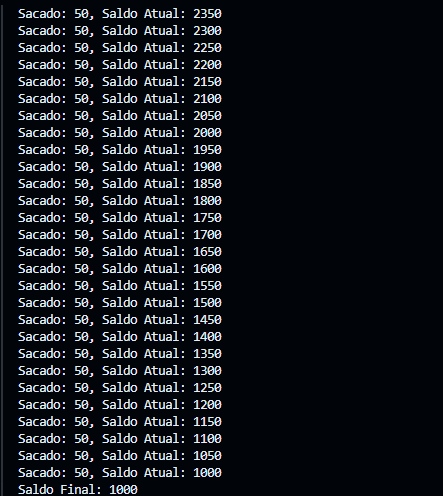 Sacado: 50, Saldo Atual: 2350
Sacado: 50, Saldo Atual: 2300
Sacado: 50, Saldo Atual: 2250
Sacado: 50, Saldo Atual: 2200
Sacado: 50, Saldo Atual: 2150
Sacado: 50, Saldo Atual: 2100
Sacado: 50, Saldo Atual: 2050
Sacado: 50, Saldo Atual: 2000
Sacado: 50, Saldo Atual: 1950
Sacado: 50, Saldo Atual: 1900
Sacado: 50, Saldo Atual: 1850
Sacado: 50, Saldo Atual: 1800
Sacado: 50, Saldo Atual: 1750
Sacado: 50, Saldo Atual: 1700
Sacado: 50, Saldo Atual: 1650
Sacado: 50, Saldo Atual: 1600
Sacado: 50, Saldo Atual: 1550
Sacado: 50, Saldo Atual: 1500
Sacado: 50, Saldo Atual: 1450
Sacado: 50, Saldo Atual: 1400
Sacado: 50, Saldo Atual: 1350
Sacado: 50, Saldo Atual: 1300
Sacado: 50, Saldo Atual: 1250
Sacado: 50, Saldo Atual: 1200
Sacado: 50, Saldo Atual: 1150
Sacado: 50, Saldo Atual: 1100
Sacado: 50, Saldo Atual: 1050
Sacado: 50, Saldo Atual: 1000
Saldo Final: 1000